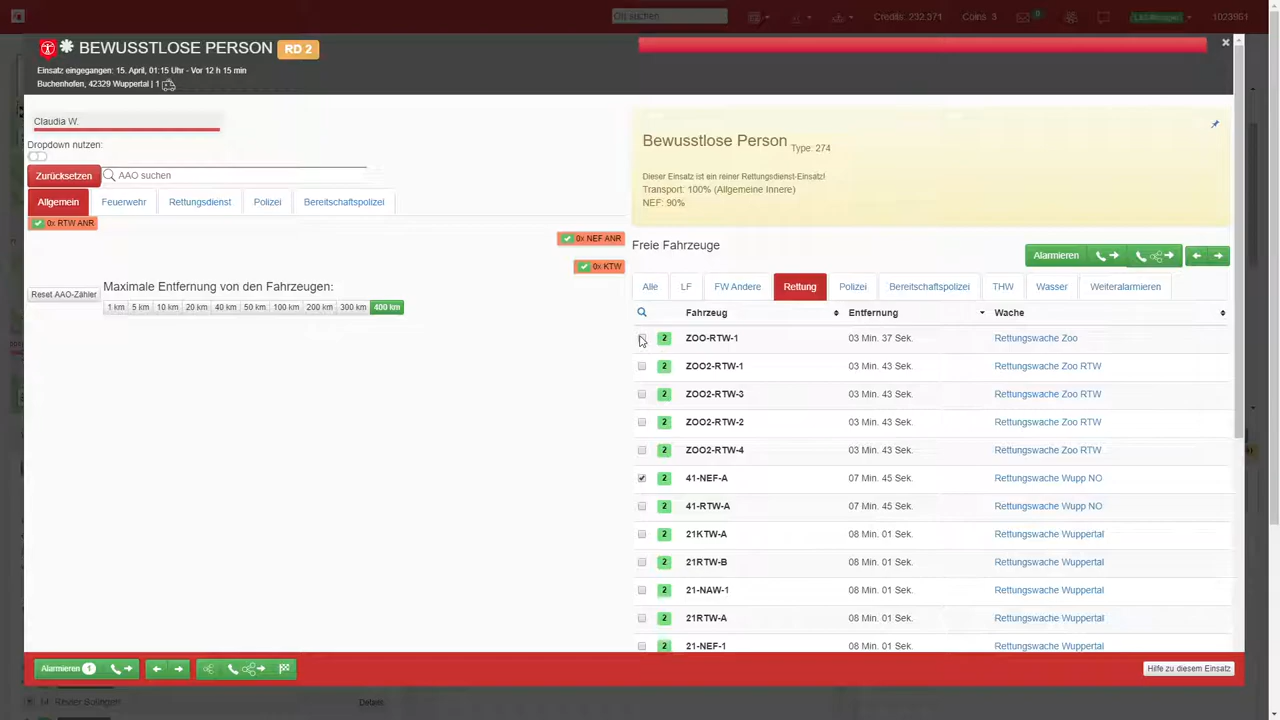 Ort suchen
Credits: 232.371
Coins 3
0
1023951
BEWUSSTLOSE PERSON RD 2
Einsatz eingegangen: 15. April, 01:15 Uhr - Vor 12 h 15 min
Buchenhofen, 42329 Wuppertal | 1
Claudia W.
Dropdown nutzen:
Zurücksetzen
AAO suchen
Allgemein
Feuerwehr
Rettungsdienst
Polizei
Bereitschaftspolizei
0x RTW ANR
0x NEF ANR
0x KTW
Reset AAO-Zähler
Maximale Entfernung von den Fahrzeugen:
1 km 5 km 10 km 20 km 40 km 50 km 100 km 200 km 300 km 400 km
Bewusstlose Person Type: 274
Dieser Einsatz ist ein reiner Rettungsdienst-Einsatz!
Transport: 100% (Allgemeine Innere)
NEF: 90%
Freie Fahrzeuge
Alarmieren
Alle LF FW Andere Rettung Polizei Bereitschaftspolizei THW Wasser Weiteralarmieren
Fahrzeug Entfernung Wache
2 ZOO-RTW-1 03 Min. 37 Sek. Rettungswache Zoo
2 ZOO2-RTW-1 03 Min. 43 Sek. Rettungswache Zoo RTW
2 ZOO2-RTW-3 03 Min. 43 Sek. Rettungswache Zoo RTW
2 ZOO2-RTW-2 03 Min. 43 Sek. Rettungswache Zoo RTW
2 ZOO2-RTW-4 03 Min. 43 Sek. Rettungswache Zoo RTW
2 41-NEF-A 07 Min. 45 Sek. Rettungswache Wupp NO
2 41-RTW-A 07 Min. 45 Sek. Rettungswache Wupp NO
2 21KTW-A 08 Min. 01 Sek. Rettungswache Wuppertal
2 21RTW-B 08 Min. 01 Sek. Rettungswache Wuppertal
2 21-NAW-1 08 Min. 01 Sek. Rettungswache Wuppertal
2 21RTW-A 08 Min. 01 Sek. Rettungswache Wuppertal
2 21-NEF-1 08 Min. 01 Sek. Rettungswache Wuppertal
Alarmieren 1
Hilfe zu diesem Einsatz
Details